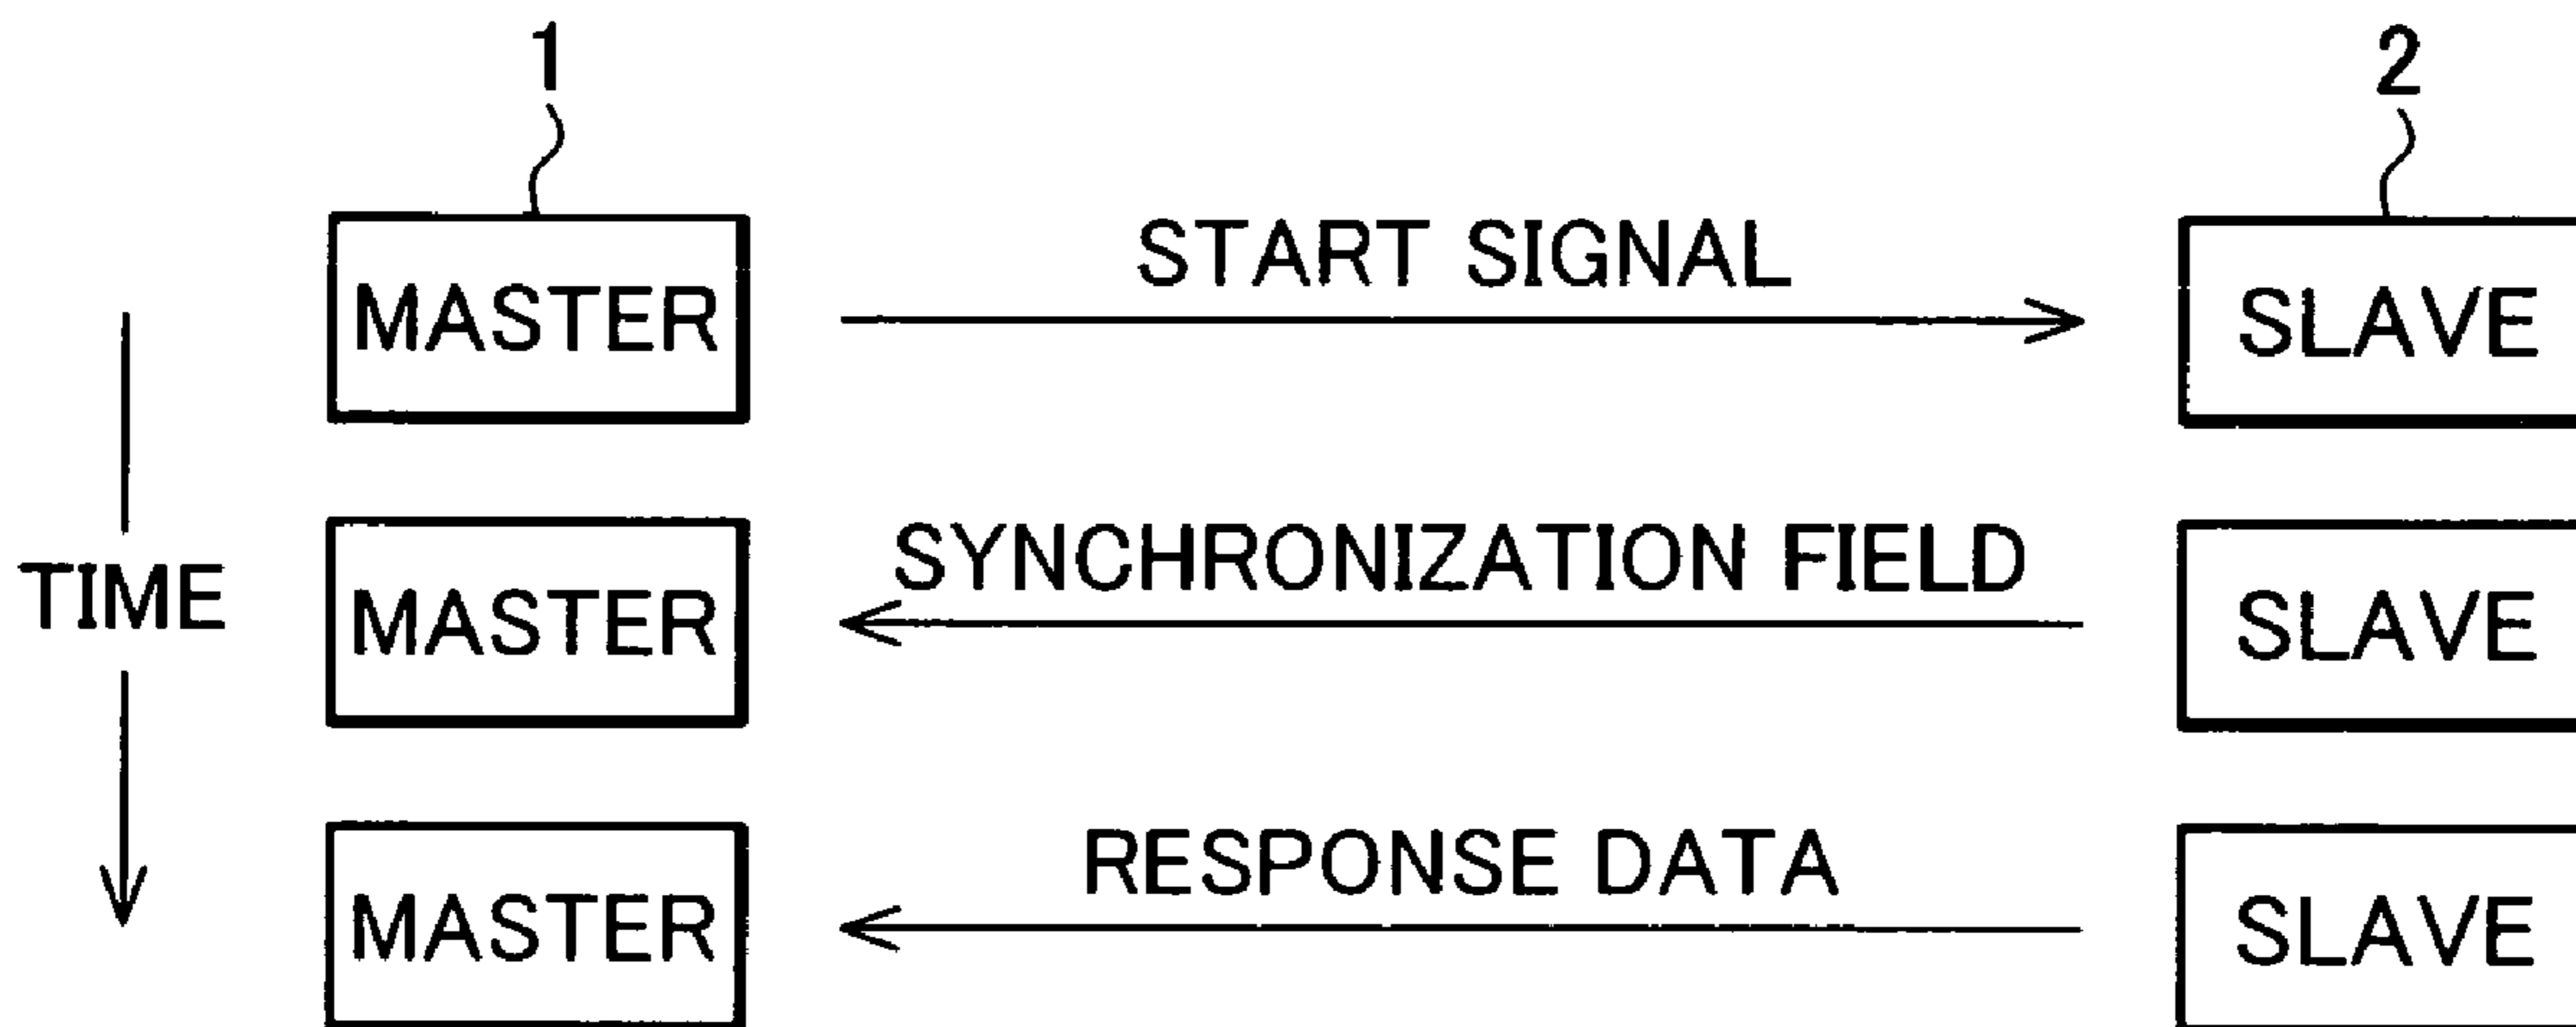 1
2
START SIGNAL
MASTER
SLAVE
SYNCHRONIZATION FIELD
TIME
MASTER
SLAVE
RESPONSE DATA
MASTER
SLAVE